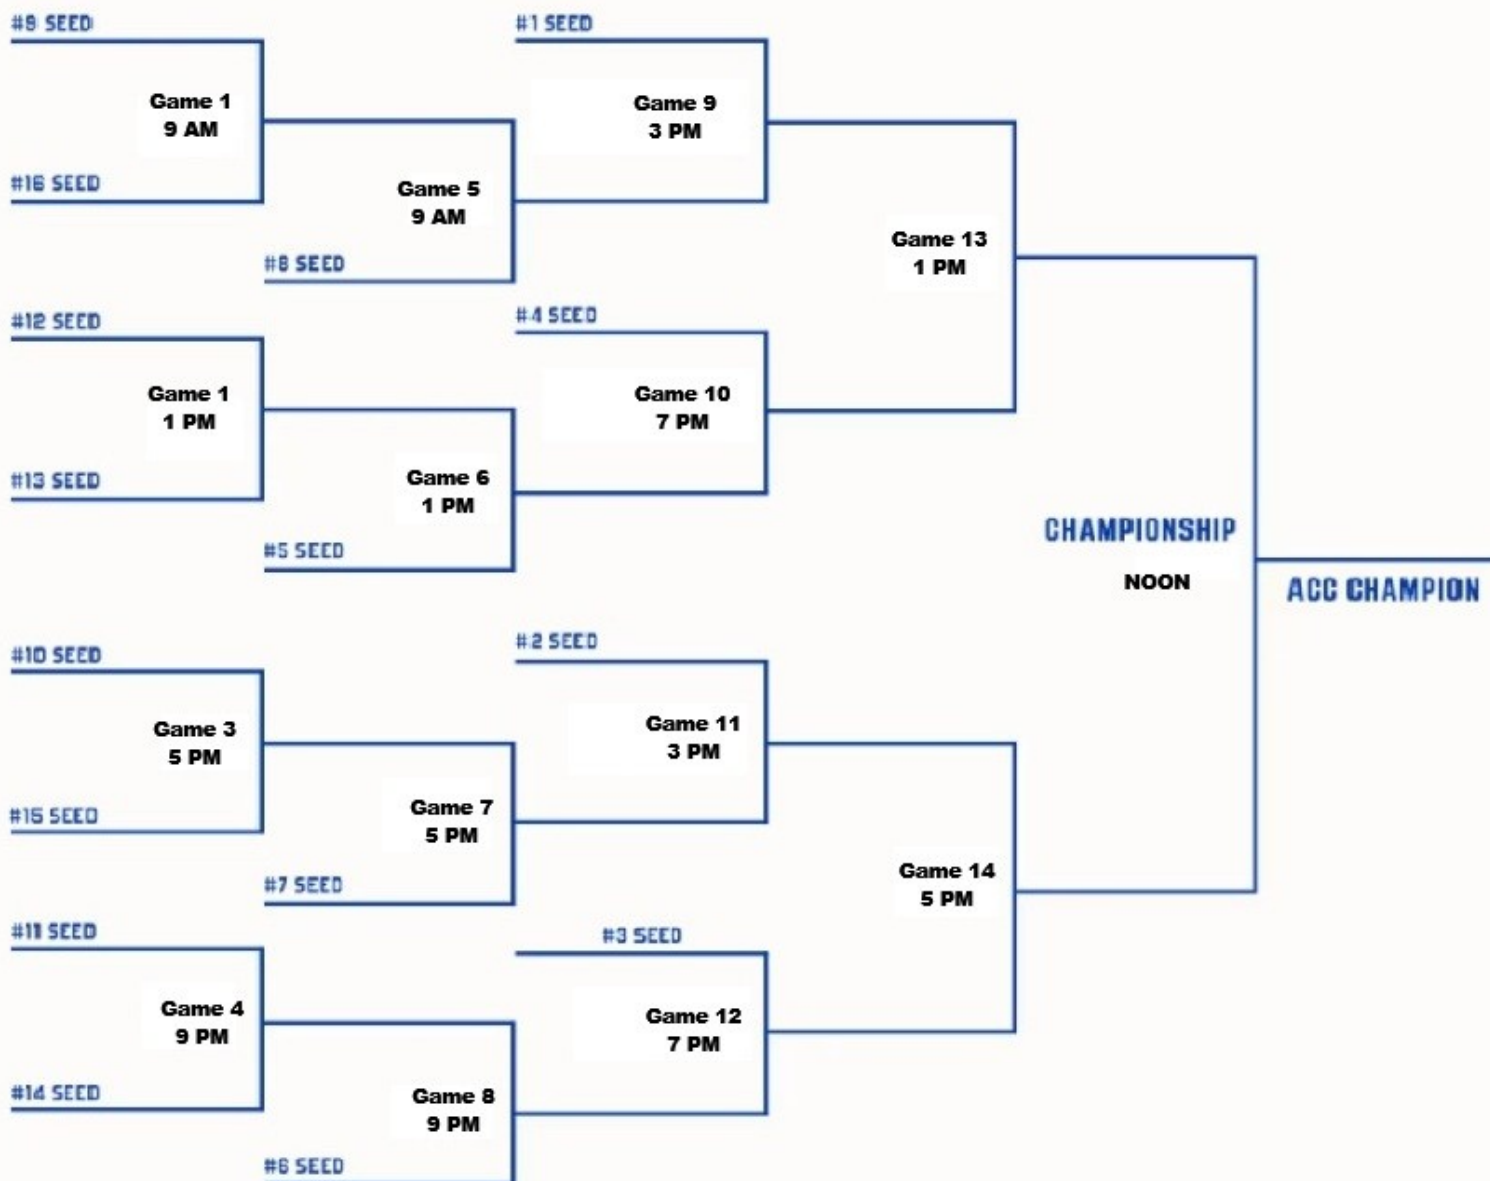 #9 SEED
Game 1
9 AM
#16 SEED
Game 5
9 AM
#8 SEED
#1 SEED
Game 9
3 PM
#12 SEED
Game 1
1 PM
#13 SEED
Game 6
1 PM
#5 SEED
#4 SEED
Game 10
7 PM
Game 13
1 PM
#10 SEED
Game 3
5 PM
#15 SEED
Game 7
5 PM
#7 SEED
#2 SEED
Game 11
3 PM
#11 SEED
Game 4
9 PM
#14 SEED
Game 8
9 PM
#6 SEED
#3 SEED
Game 12
7 PM
Game 14
5 PM
CHAMPIONSHIP
NOON
ACC CHAMPION